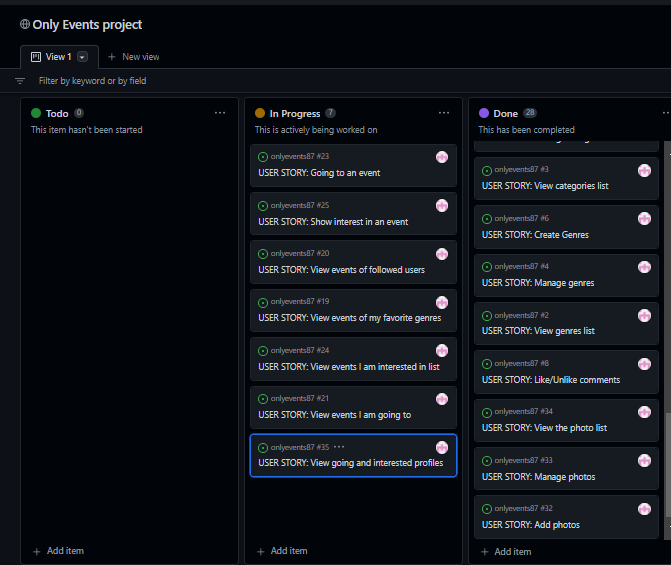 Only Events project
View 1
New view
Filter by keyword or by field
Todo 0
This item hasn't been started
Add item
In Progress 7
This is actively being worked on
onlyevents87 #23
USER STORY: Going to an event
onlyevents87 #25
USER STORY: Show interest in an event
onlyevents87 #20
USER STORY: View events of followed users
onlyevents87 #19
USER STORY: View events of my favorite genres
onlyevents87 #24
USER STORY: View events I am interested in list
onlyevents87 #21
USER STORY: View events I am going to
onlyevents87 #35
USER STORY: View going and interested profiles
Add item
Done 28
This has been completed
onlyevents87 #3
USER STORY: View categories list
onlyevents87 #6
USER STORY: Create Genres
onlyevents87 #4
USER STORY: Manage genres
onlyevents87 #2
USER STORY: View genres list
onlyevents87 #8
USER STORY: Like/Unlike comments
onlyevents87 #34
USER STORY: View the photo list
onlyevents87 #33
USER STORY: Manage photos
onlyevents87 #32
USER STORY: Add photos
Add item